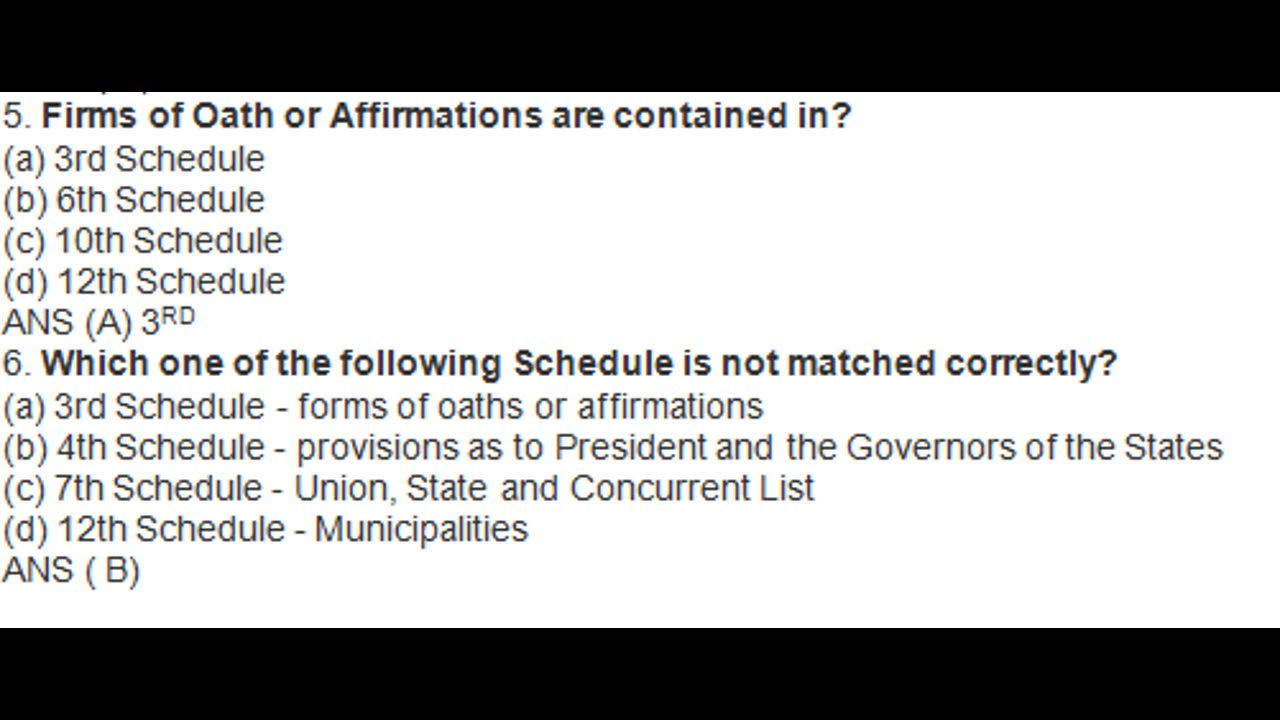 5. Firms of Oath or Affirmations are contained in?
(a) 3rd Schedule
(b) 6th Schedule
(c) 10th Schedule
(d) 12th Schedule
ANS (A) 3RD
6. Which one of the following Schedule is not matched correctly?
(a) 3rd Schedule - forms of oaths or affirmations
(b) 4th Schedule - provisions as to President and the Governors of the States
(c) 7th Schedule - Union, State and Concurrent List
(d) 12th Schedule - Municipalities
ANS ( B)